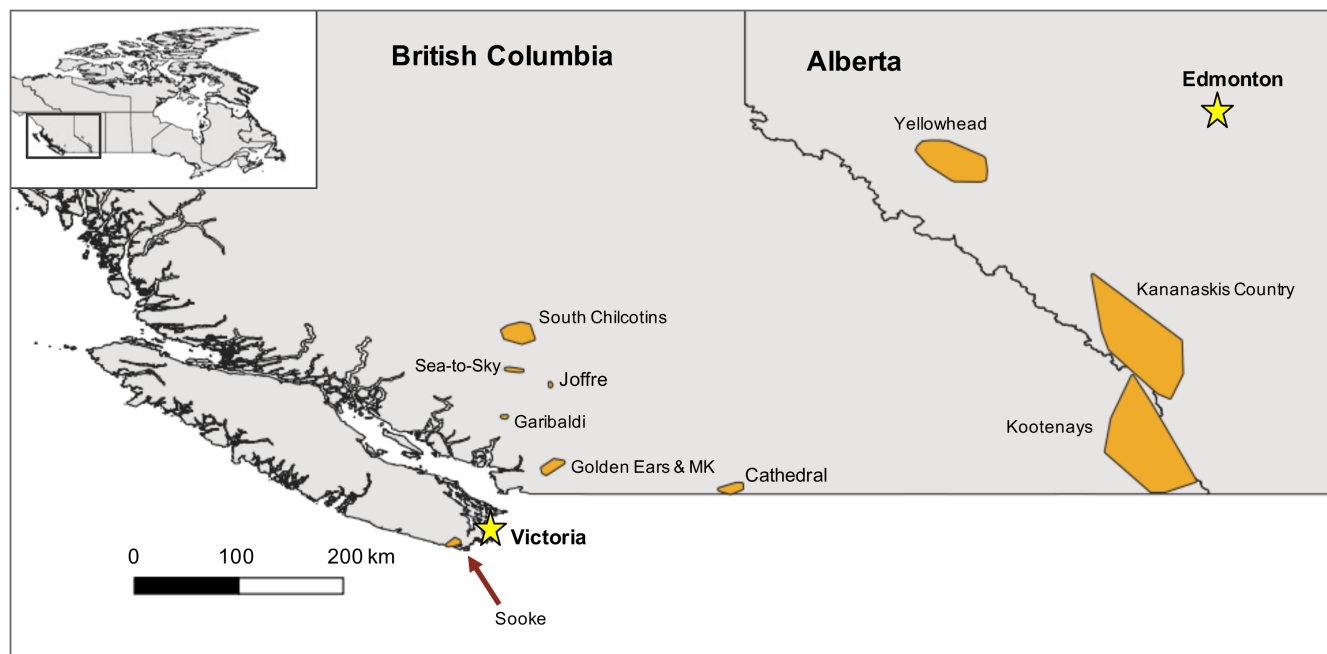 British Columbia
Alberta
Edmonton
Yellowhead
Kananaskis Country
South Chilcotins
Sea-to-Sky
Joffre
Garibaldi
Kootenays
Golden Ears & MK
Cathedral
Victoria
0 100 200 km
Sooke